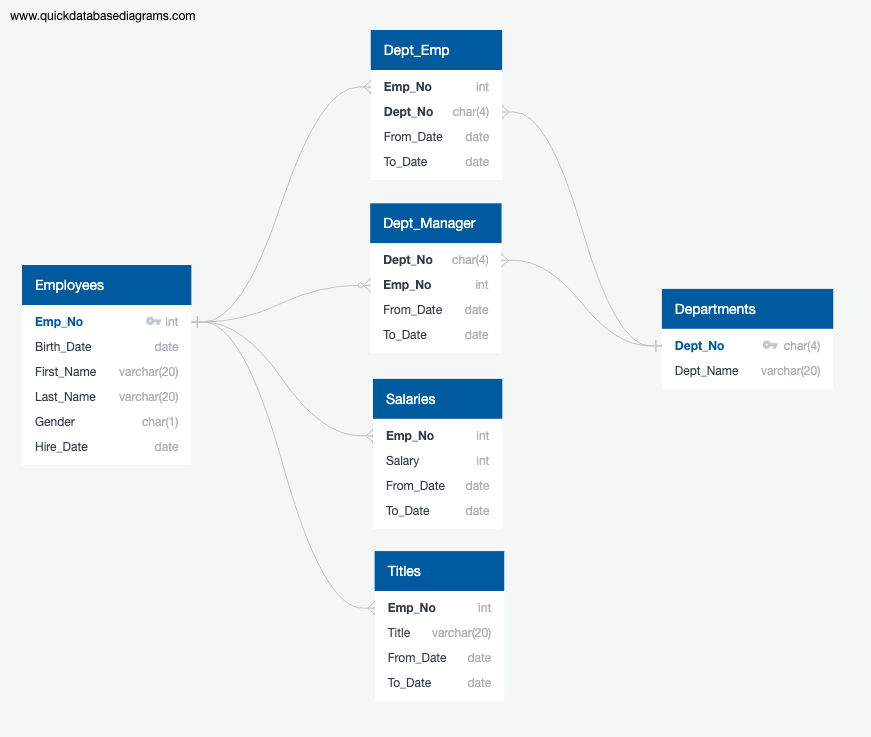 www.quickdatabasediagrams.com
Dept_Emp
Emp_No int
Dept_No char(4)
From_Date date
To_Date date
Dept_Manager
Dept_No char(4)
Emp_No int
From_Date date
To_Date date
Employees
Emp_No int
Birth_Date date
First_Name varchar(20)
Last_Name varchar(20)
Gender char(1)
Hire_Date date
Departments
Dept_No char(4)
Dept_Name varchar(20)
Salaries
Emp_No int
Salary int
From_Date date
To_Date date
Titles
Emp_No int
Title varchar(20)
From_Date date
To_Date date